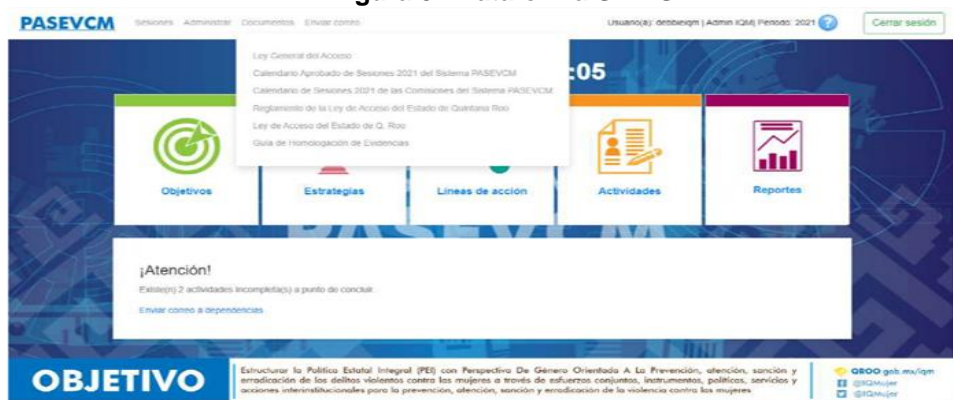 PASEVCM Sesiones Administrar Documentos Enviar correo Usuario(a): debbieiqm | Admin IQM| Periodo: 2021 ? Cerrar sesión
Ley General del Acceso
Calendario Aprobado de Sesiones 2021 del Sistema PASEVCM
:05
Calendario de Sesiones 2021 de las Comisiones del Sistema PASEVCM
Reglamento de la Ley de Acceso del Estado de Quintana Roo
Ley de Acceso del Estado de Q. Roo
Guía de Homologación de Evidencias
Objetivos Estrategias Líneas de acción Actividades Reportes
PASEVCM
¡Atención!
Existe(n) 2 actividades incompleta(s) a punto de concluir.
Enviar correo a dependencias
OBJETIVO
Estructurar la Política Estatal Integral (PEI) con Perspectiva De Género Orientada A La Prevención, atención, sanción y
erradicación de los delitos violentos contra las mujeres a través de esfuerzos conjuntos, instrumentos, políticas, servicios y
acciones interinstitucionales para la prevención, atención, sanción y erradicación de la violencia contra las mujeres
QROO.gob.mx/iqm
@IQMujer
@IQMujer